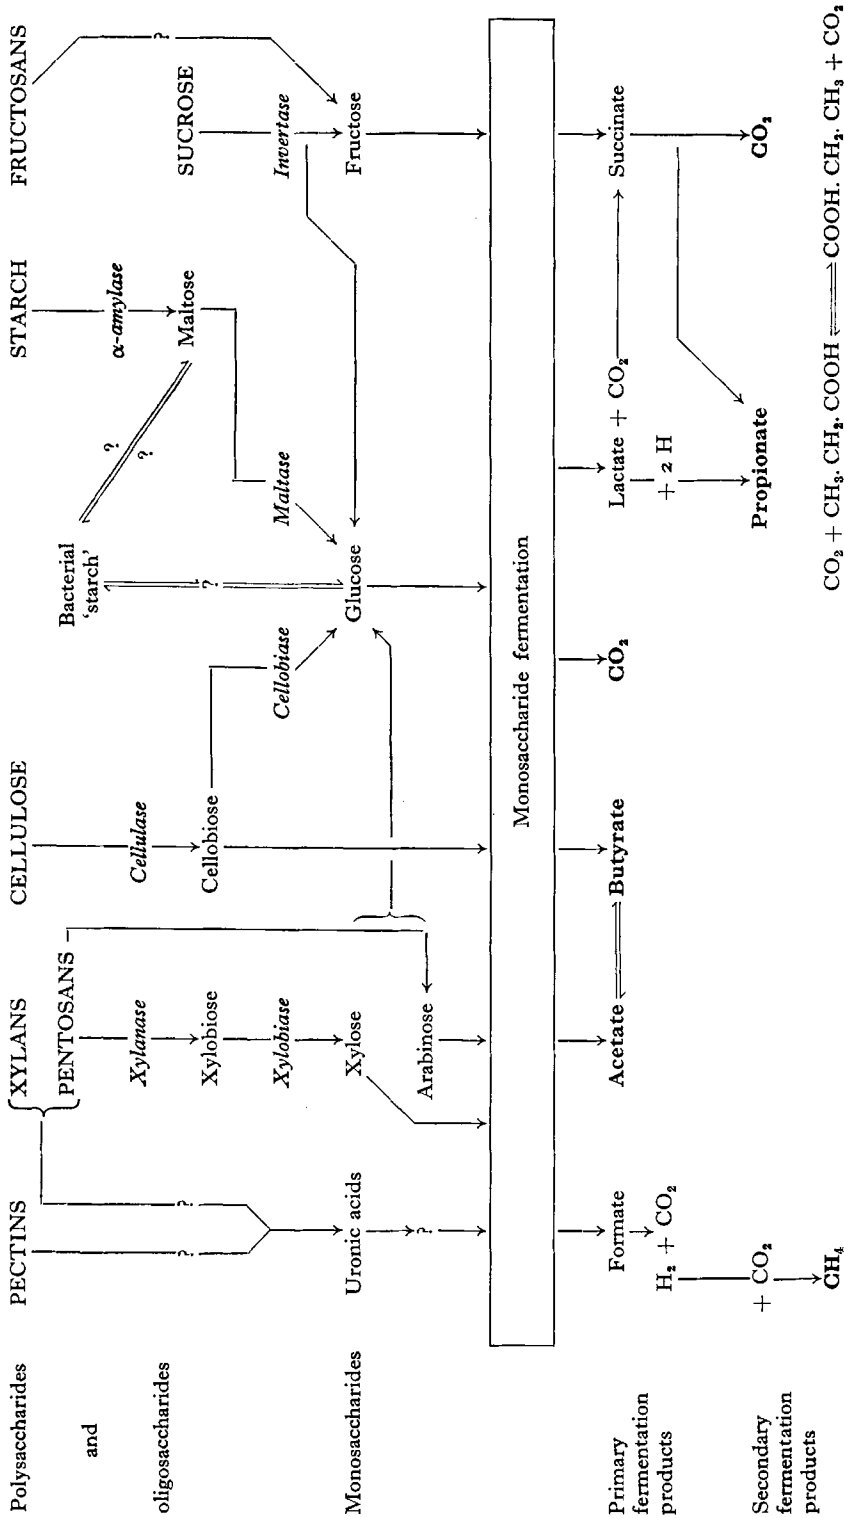 Polysaccharides
and
oligosaccharides
PECTINS
XYLANS
PENTOSANS
CELLULOSE
STARCH
FRUCTOSANS
?
?
Xylanase
Xylobiose
Xylobiase
Cellulase
Cellobiose
Cellobiase
Bacterial
'starch'
?
?
?
α-amylase
Maltose
Maltase
SUCROSE
Invertase
?
Monosaccharides
Uronic acids
?
Xylose
Arabinose
Glucose
Fructose
Monosaccharide fermentation
Primary
fermentation
products
Formate
H₂ + CO₂
Acetate
Butyrate
CO₂
Lactate + CO₂
+ 2 H
Succinate
Secondary
fermentation
products
+ CO₂
CH₄
Propionate
CO₂
CO₂ + CH₃. CH₂. COOH ⇌ COOH. CH₂. CH₃ + CO₂